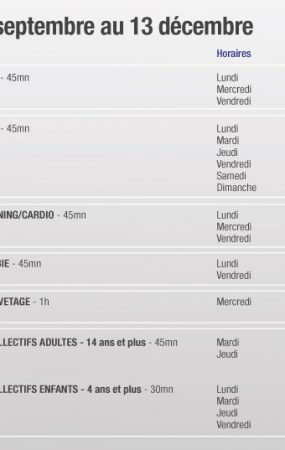 septembre au 13 décembre
Horaires
- 45mn Lundi
Mercredi
Vendredi
- 45mn Lundi
Mardi
Jeudi
Vendredi
Samedi
Dimanche
NING/CARDIO - 45mn Lundi
Mercredi
Vendredi
BIE - 45mn Lundi
Vendredi
VETAGE - 1h Mercredi
LLECTIFS ADULTES - 14 ans et plus - 45mn Mardi
Jeudi
LLECTIFS ENFANTS - 4 ans et plus - 30mn Lundi
Mardi
Jeudi
Vendredi